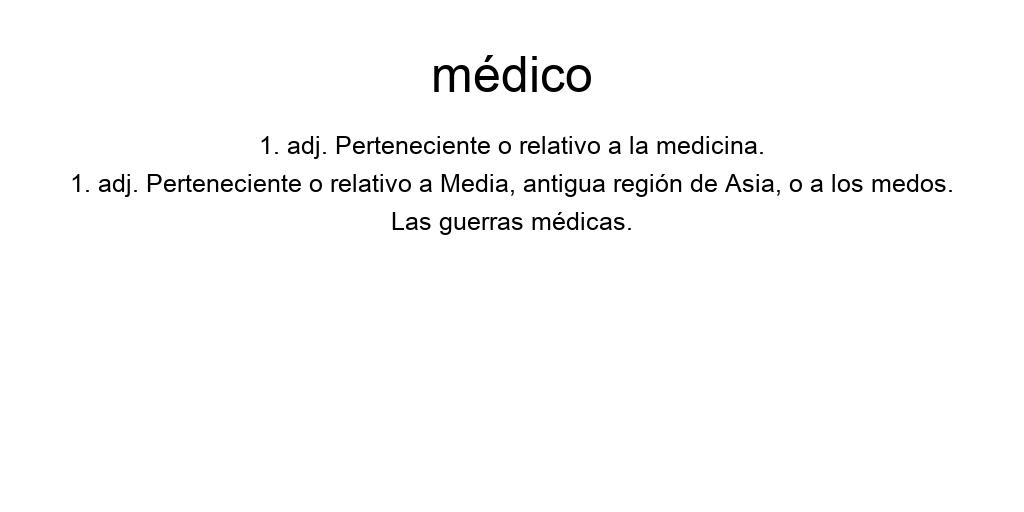 médico
1. adj. Perteneciente o relativo a la medicina.
1. adj. Perteneciente o relativo a Media, antigua región de Asia, o a los medos.
Las guerras médicas.